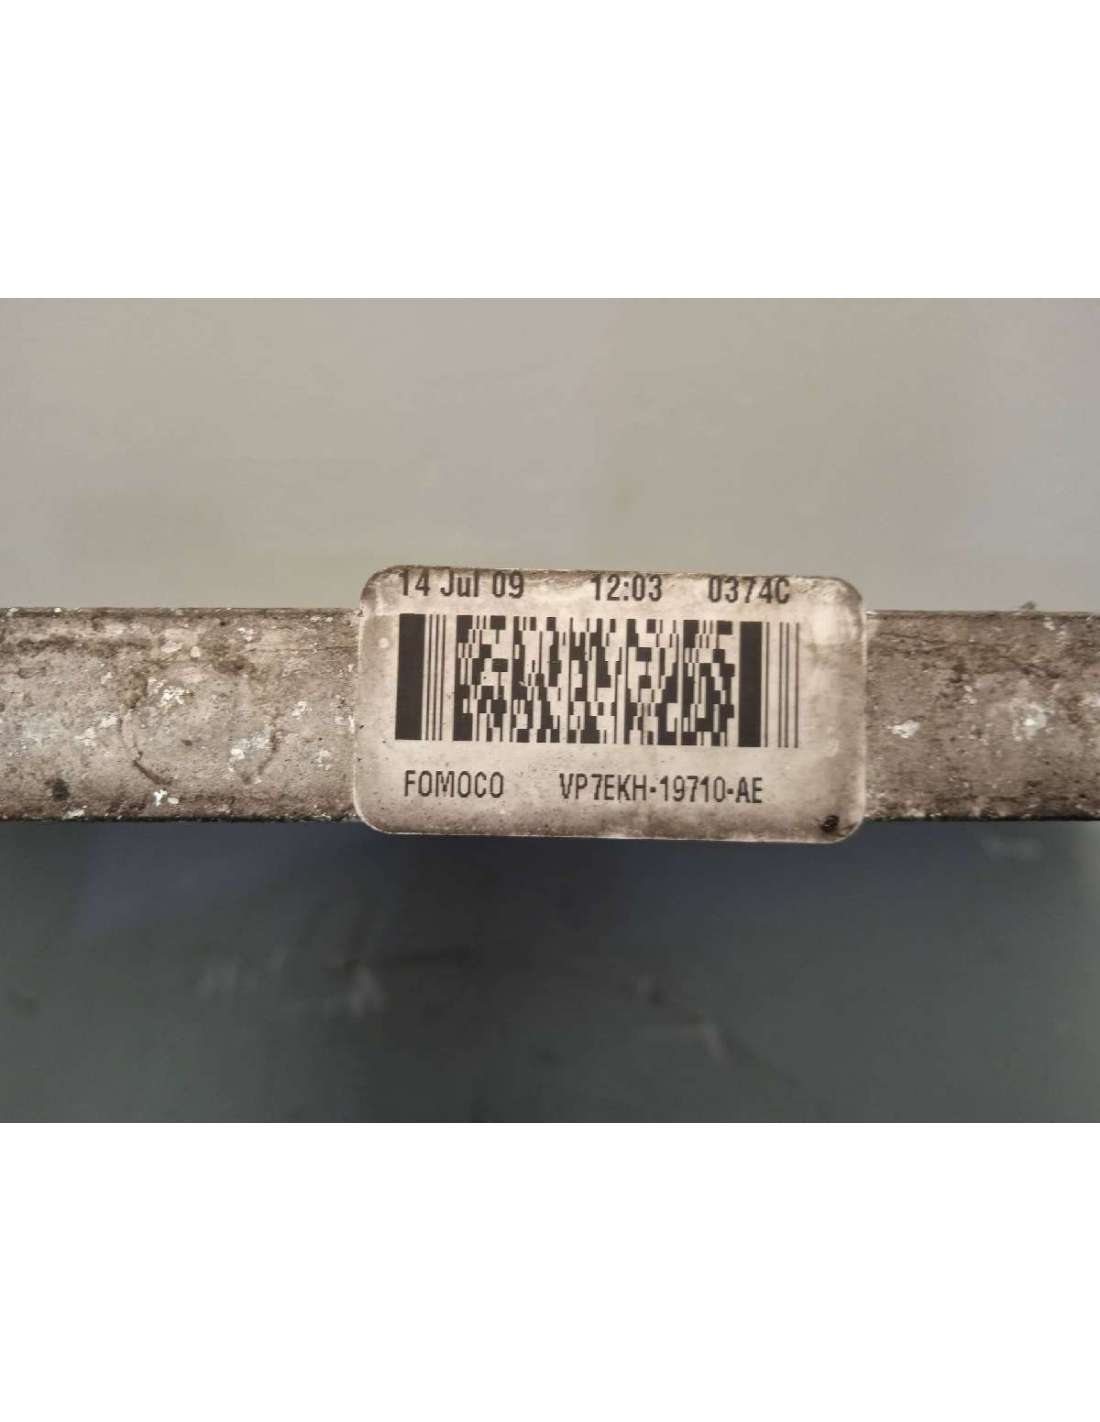 14 Jul 09 12:03 0374C
FOMOCO VP7EKH-19710-AE